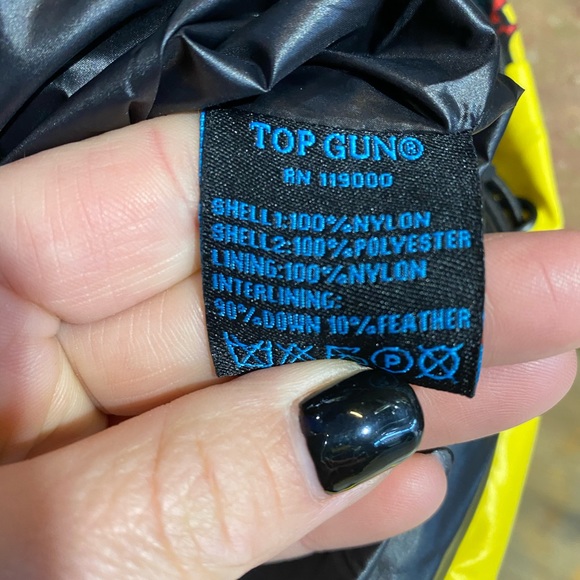 TOP GUN®
RN 119000
SHELL1:100%NYLON
SHELL2:100%POLYESTER
LINING:100%NYLON
INTERLINING:
90%DOWN 10%FEATHER
P